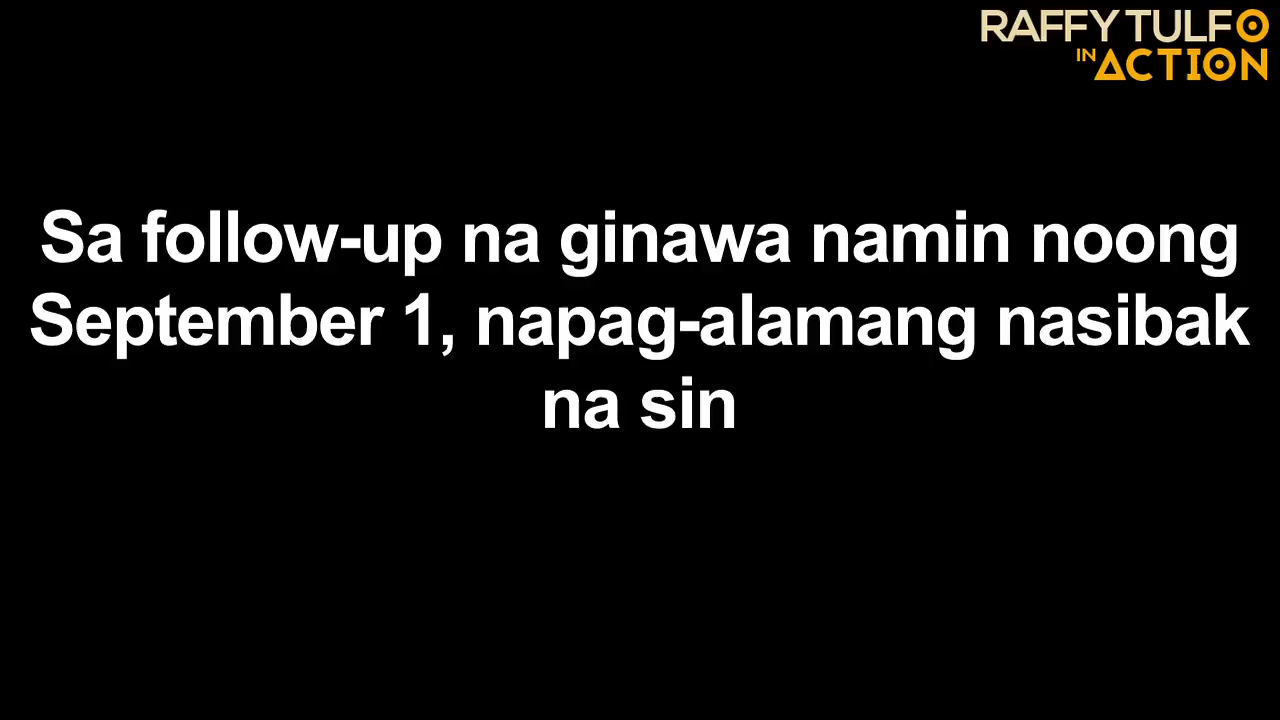 RAFFY TULFO
IN ACTION
Sa follow-up na ginawa namin noong
September 1, napag-alamang nasibak
na sin